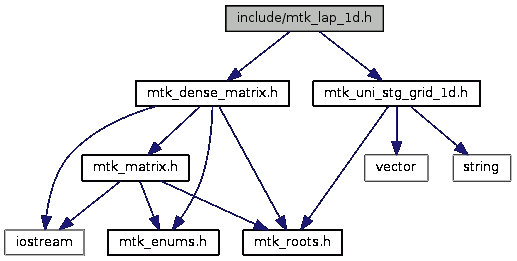 include/mtk_lap_1d.h
mtk_dense_matrix.h
mtk_uni_stg_grid_1d.h
mtk_matrix.h
vector
string
iostream
mtk_enums.h
mtk_roots.h